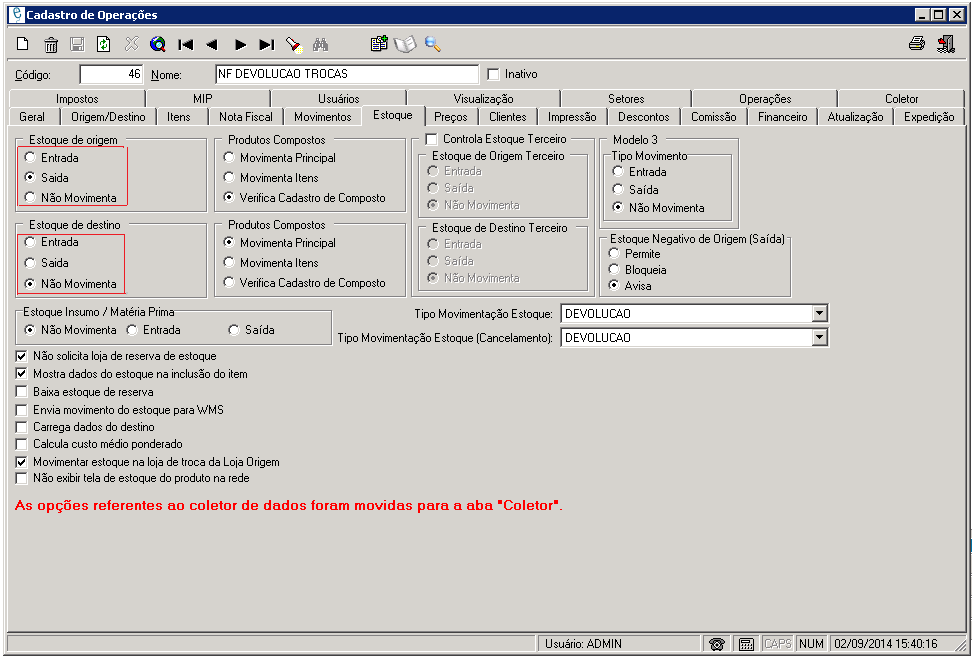 Cadastro de Operações
Código: 46 Nome: NF DEVOLUCAO TROCAS Inativo
Impostos MIP Usuários Visualização Setores Operações Coletor
Geral Origem/Destino Itens Nota Fiscal Movimentos Estoque Preços Clientes Impressão Descontos Comissão Financeiro Atualização Expedição
Estoque de origem
Entrada
Saida
Não Movimenta
Produtos Compostos
Movimenta Principal
Movimenta Itens
Verifica Cadastro de Composto
Controla Estoque Terceiro
Estoque de Origem Terceiro
Entrada
Saída
Não Movimenta
Modelo 3
Tipo Movimento
Entrada
Saída
Não Movimenta
Estoque de destino
Entrada
Saida
Não Movimenta
Produtos Compostos
Movimenta Principal
Movimenta Itens
Verifica Cadastro de Composto
Estoque de Destino Terceiro
Entrada
Saída
Não Movimenta
Estoque Negativo de Origem (Saída)
Permite
Bloqueia
Avisa
Estoque Insumo / Matéria Prima
Não Movimenta Entrada Saída
Tipo Movimentação Estoque: DEVOLUCAO
Tipo Movimentação Estoque (Cancelamento): DEVOLUCAO
Não solicita loja de reserva de estoque
Mostra dados do estoque na inclusão do item
Baixa estoque de reserva
Envia movimento do estoque para WMS
Carrega dados do destino
Calcula custo médio ponderado
Movimentar estoque na loja de troca da Loja Origem
Não exibir tela de estoque do produto na rede
As opções referentes ao coletor de dados foram movidas para a aba "Coletor".
Usuário: ADMIN CAPS NUM 02/09/2014 15:40:16